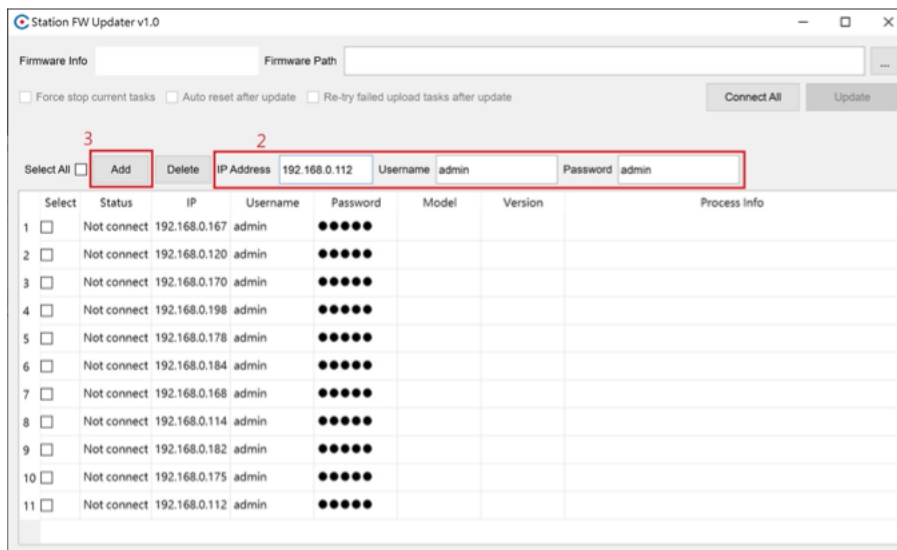 Station FW Updater v1.0
Firmware Info Firmware Path ...
Force stop current tasks Auto reset after update Re-try failed upload tasks after update Connect All Update
3 2
Select All Add Delete IP Address 192.168.0.112 Username admin Password admin
Select Status IP Username Password Model Version Process Info
1 Not connect 192.168.0.167 admin ●●●●●
2 Not connect 192.168.0.120 admin ●●●●●
3 Not connect 192.168.0.170 admin ●●●●●
4 Not connect 192.168.0.198 admin ●●●●●
5 Not connect 192.168.0.178 admin ●●●●●
6 Not connect 192.168.0.184 admin ●●●●●
7 Not connect 192.168.0.168 admin ●●●●●
8 Not connect 192.168.0.114 admin ●●●●●
9 Not connect 192.168.0.182 admin ●●●●●
10 Not connect 192.168.0.175 admin ●●●●●
11 Not connect 192.168.0.112 admin ●●●●●